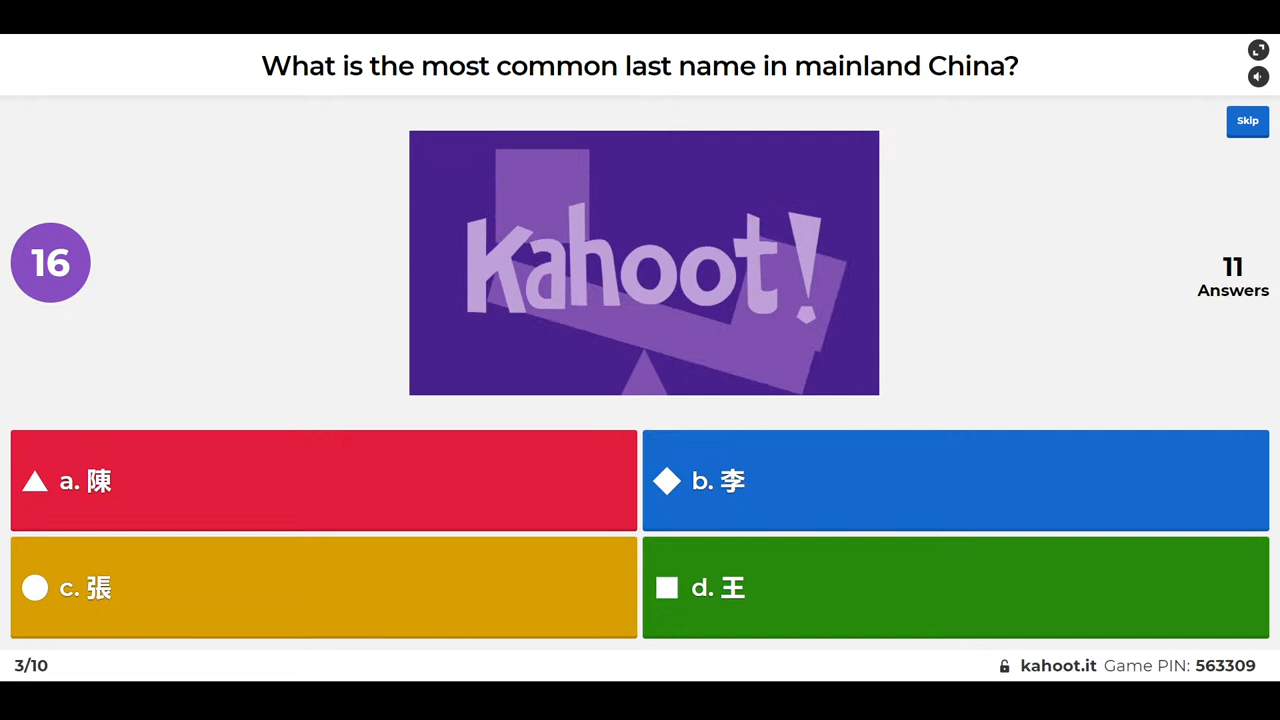 What is the most common last name in mainland China?
Skip
16
Kahoot!
11
Answers
a. 陳
b. 李
c. 張
d. 王
3/10
kahoot.it Game PIN: 563309